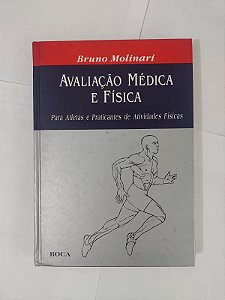 Bruno Molinari
AVALIAÇÃO MÉDICA
E FÍSICA
Para Atletas e Praticantes de Atividades Físicas
ROCA